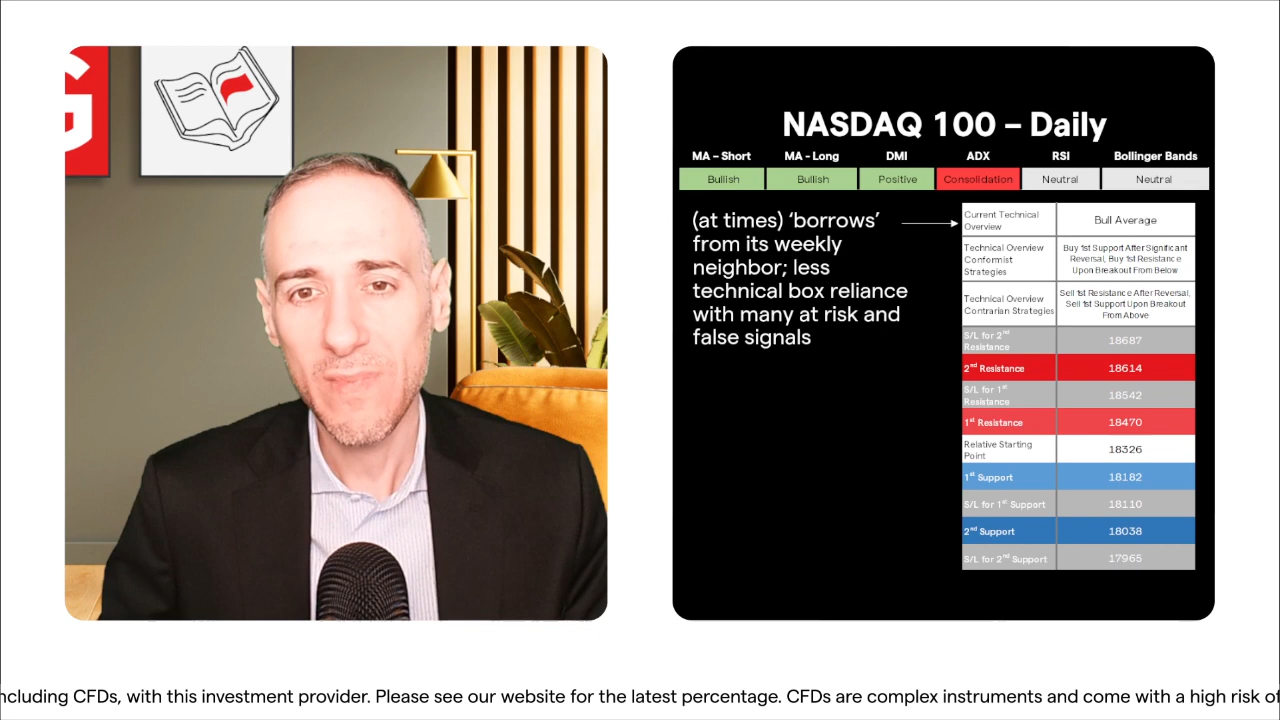 G
NASDAQ 100 – Daily
MA – Short MA - Long DMI ADX RSI Bollinger Bands
Bullish Bullish Positive Consolidation Neutral Neutral
(at times) ‘borrows’
from its weekly
neighbor; less
technical box reliance
with many at risk and
false signals
Current Technical
Overview
Bull Average
Technical Overview
Conformist
Strategies
Buy 1st Support After Significant
Reversal, Buy 1st Resistance
Upon Breakout From Below
Technical Overview
Contrarian Strategies
Sell 1st Resistance After Reversal,
Sell 1st Support Upon Breakout
From Above
S/L for 2nd
Resistance
18687
2nd Resistance 18614
S/L for 1st
Resistance
18542
1st Resistance 18470
Relative Starting
Point
18326
1st Support 18182
S/L for 1st Support 18110
2nd Support 18038
S/L for 2nd Support 17965
ncluding CFDs, with this investment provider. Please see our website for the latest percentage. CFDs are complex instruments and come with a high risk of